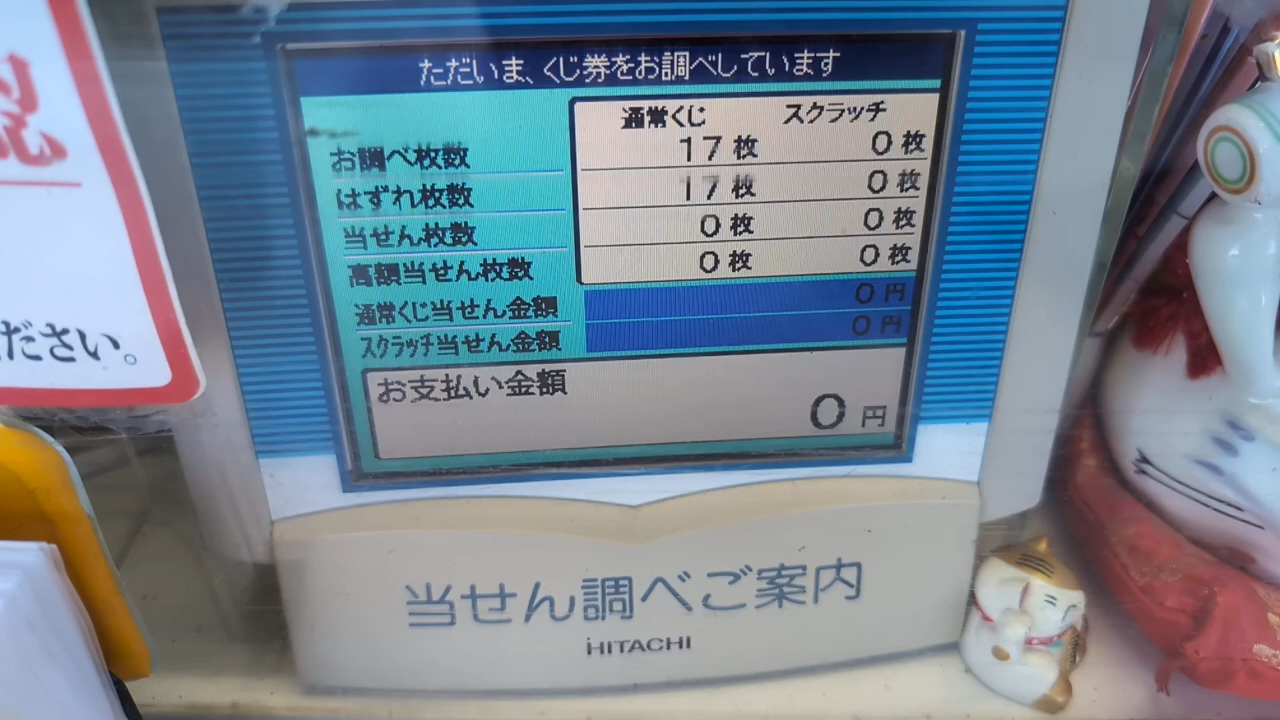 ただいま、くじ券をお調べしています
通常くじ スクラッチ
お調べ枚数 17枚 0枚
はずれ枚数 17枚 0枚
当せん枚数 0枚 0枚
高額当せん枚数 0枚 0枚
通常くじ当せん金額 0円
スクラッチ当せん金額 0円
お支払い金額
0円
ださい。
当せん調べご案内
HITACHI